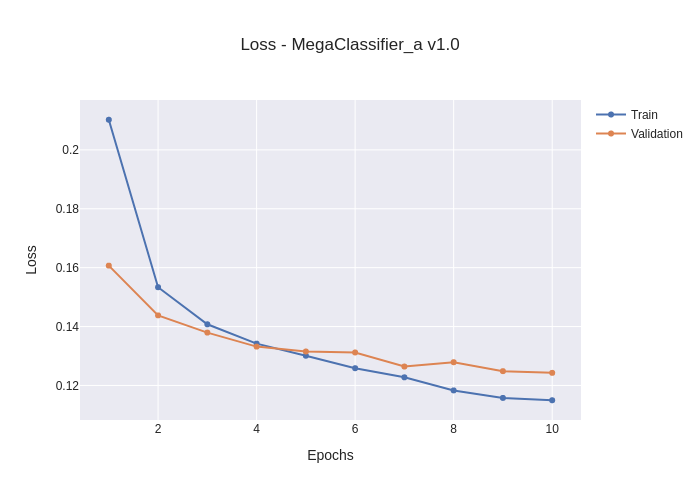 Loss - MegaClassifier_a v1.0
Train
Validation
0.2
0.18
0.16
0.14
0.12
Loss
2
4
6
8
10
Epochs